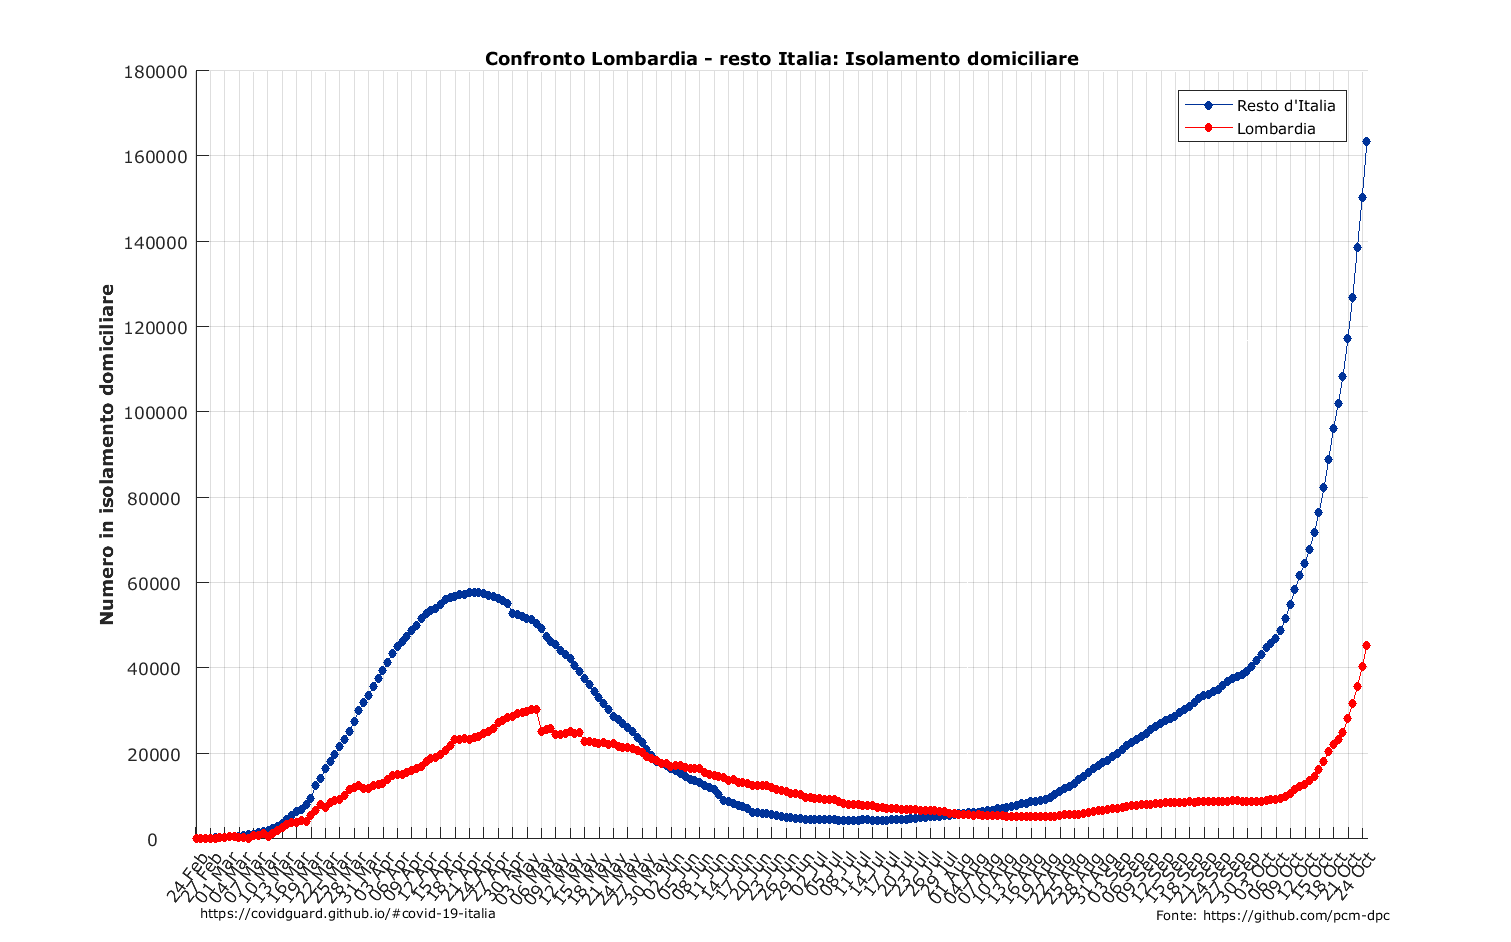 Confronto Lombardia - resto Italia: Isolamento domiciliare
Resto d'Italia
Lombardia
Numero in isolamento domiciliare
180000
160000
140000
120000
100000
80000
60000
40000
20000
0
24 Feb
27 Feb
01 Mar
04 Mar
07 Mar
10 Mar
13 Mar
16 Mar
19 Mar
22 Mar
25 Mar
28 Mar
31 Mar
03 Apr
06 Apr
09 Apr
12 Apr
15 Apr
18 Apr
21 Apr
24 Apr
27 Apr
30 Apr
03 May
06 May
09 May
12 May
15 May
18 May
21 May
24 May
27 May
30 May
02 Jun
05 Jun
08 Jun
11 Jun
14 Jun
17 Jun
20 Jun
23 Jun
26 Jun
29 Jun
02 Jul
05 Jul
08 Jul
11 Jul
14 Jul
17 Jul
20 Jul
23 Jul
26 Jul
29 Jul
01 Aug
04 Aug
07 Aug
10 Aug
13 Aug
16 Aug
19 Aug
22 Aug
25 Aug
28 Aug
31 Aug
03 Sep
06 Sep
09 Sep
12 Sep
15 Sep
18 Sep
21 Sep
24 Sep
27 Sep
30 Sep
03 Oct
06 Oct
09 Oct
12 Oct
15 Oct
18 Oct
21 Oct
24 Oct
https://covidguard.github.io/#covid-19-italia
Fonte: https://github.com/pcm-dpc